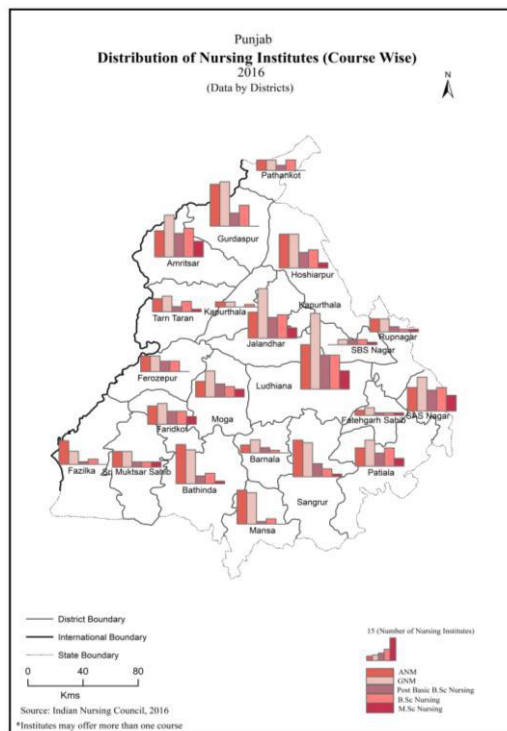 Punjab
Distribution of Nursing Institutes (Course Wise)
2016
(Data by Districts)
N
Pathankot
Gurdaspur
Amritsar
Hoshiarpur
Tarn Taran
Kapurthala
Kapurthala
Jalandhar
Rupnagar
SBS Nagar
Ferozepur
Ludhiana
Moga
Fatehgarh Sahib
SAS Nagar
Faridkot
Fazilka
Sri Muktsar Sahib
Barnala
Patiala
Bathinda
Sangrur
Mansa
District Boundary
International Boundary
State Boundary
0 40 80
Kms
15 (Number of Nursing Institutes)
ANM
GNM
Post Basic B.Sc Nursing
B.Sc Nursing
M.Sc Nursing
Source: Indian Nursing Council, 2016
*Institutes may offer more than one course